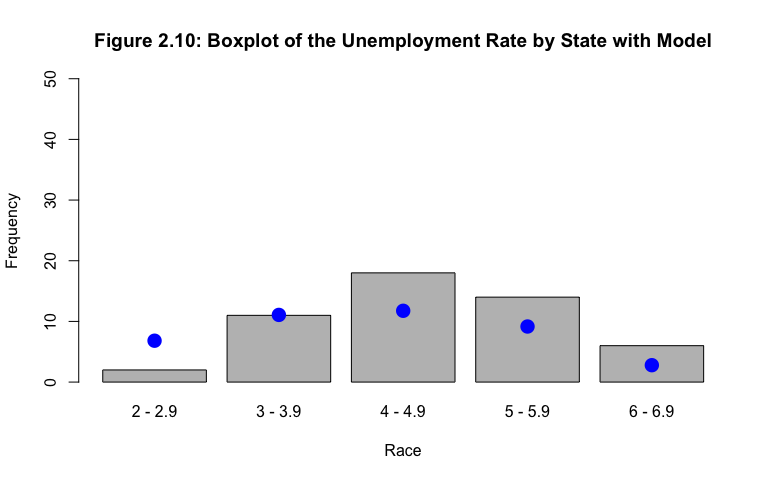 Figure 2.10: Boxplot of the Unemployment Rate by State with Model
50
40
30
20
10
0
Frequency
2 - 2.9
3 - 3.9
4 - 4.9
5 - 5.9
6 - 6.9
Race